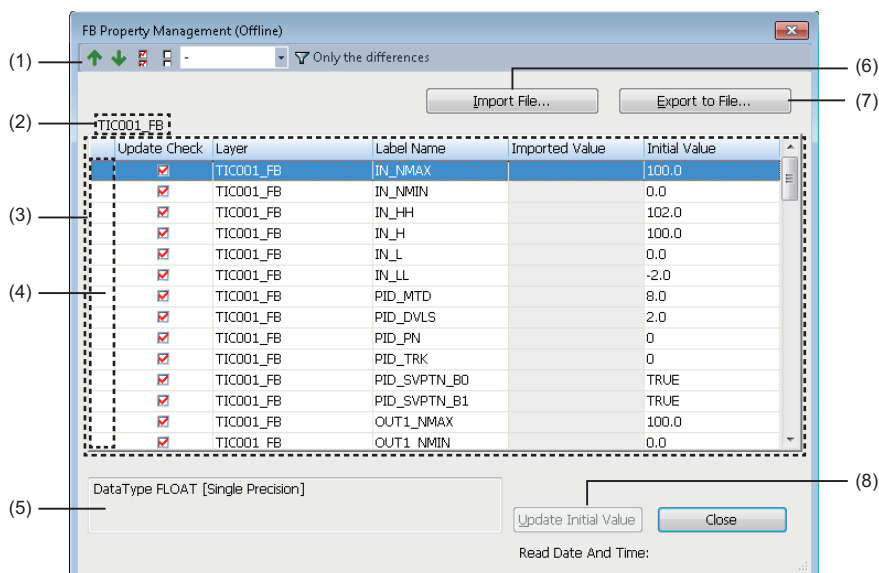 FB Property Management (Offline)
(1)
-
Only the differences
(6)
Import File...
Export to File...
(7)
(2)
TIC001_FB
Update Check Layer Label Name Imported Value Initial Value
TIC001_FB IN_NMAX 100.0
TIC001_FB IN_NMIN 0.0
(3)
TIC001_FB IN_HH 102.0
TIC001_FB IN_H 100.0
TIC001_FB IN_L 0.0
TIC001_FB IN_LL -2.0
(4)
TIC001_FB PID_MTD 8.0
TIC001_FB PID_DVLS 2.0
TIC001_FB PID_PN 0
TIC001_FB PID_TRK 0
TIC001_FB PID_SVPTN_B0 TRUE
TIC001_FB PID_SVPTN_B1 TRUE
TIC001_FB OUT1_NMAX 100.0
TIC001_FB OUT1_NMIN 0.0
(8)
DataType FLOAT [Single Precision]
(5)
Update Initial Value
Close
Read Date And Time: